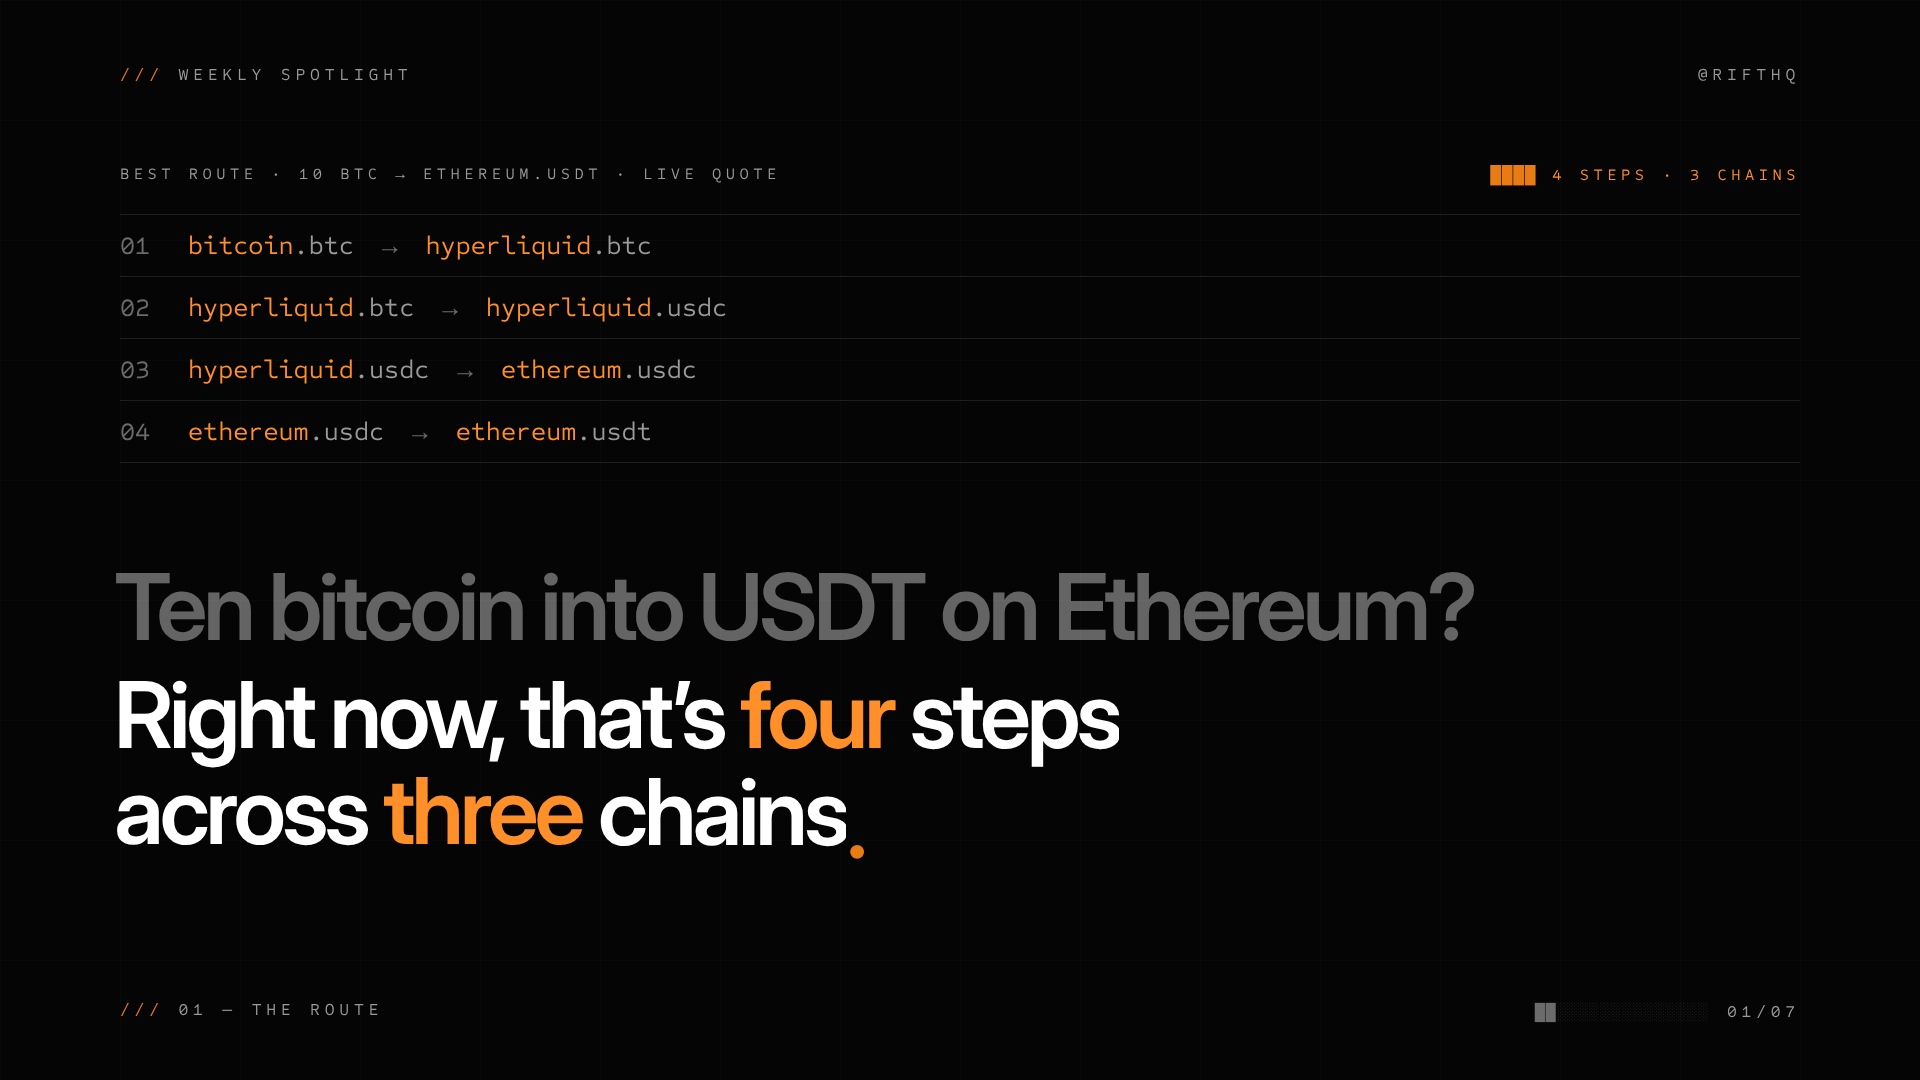 /// WEEKLY SPOTLIGHT
@RIFTHQ
BEST ROUTE · 10 BTC → ETHEREUM.USDT · LIVE QUOTE
4 STEPS · 3 CHAINS
01 bitcoin.btc → hyperliquid.btc
02 hyperliquid.btc → hyperliquid.usdc
03 hyperliquid.usdc → ethereum.usdc
04 ethereum.usdc → ethereum.usdt
Ten bitcoin into USDT on Ethereum?
Right now, that’s four steps
across three chains.
/// 01 — THE ROUTE
01/07